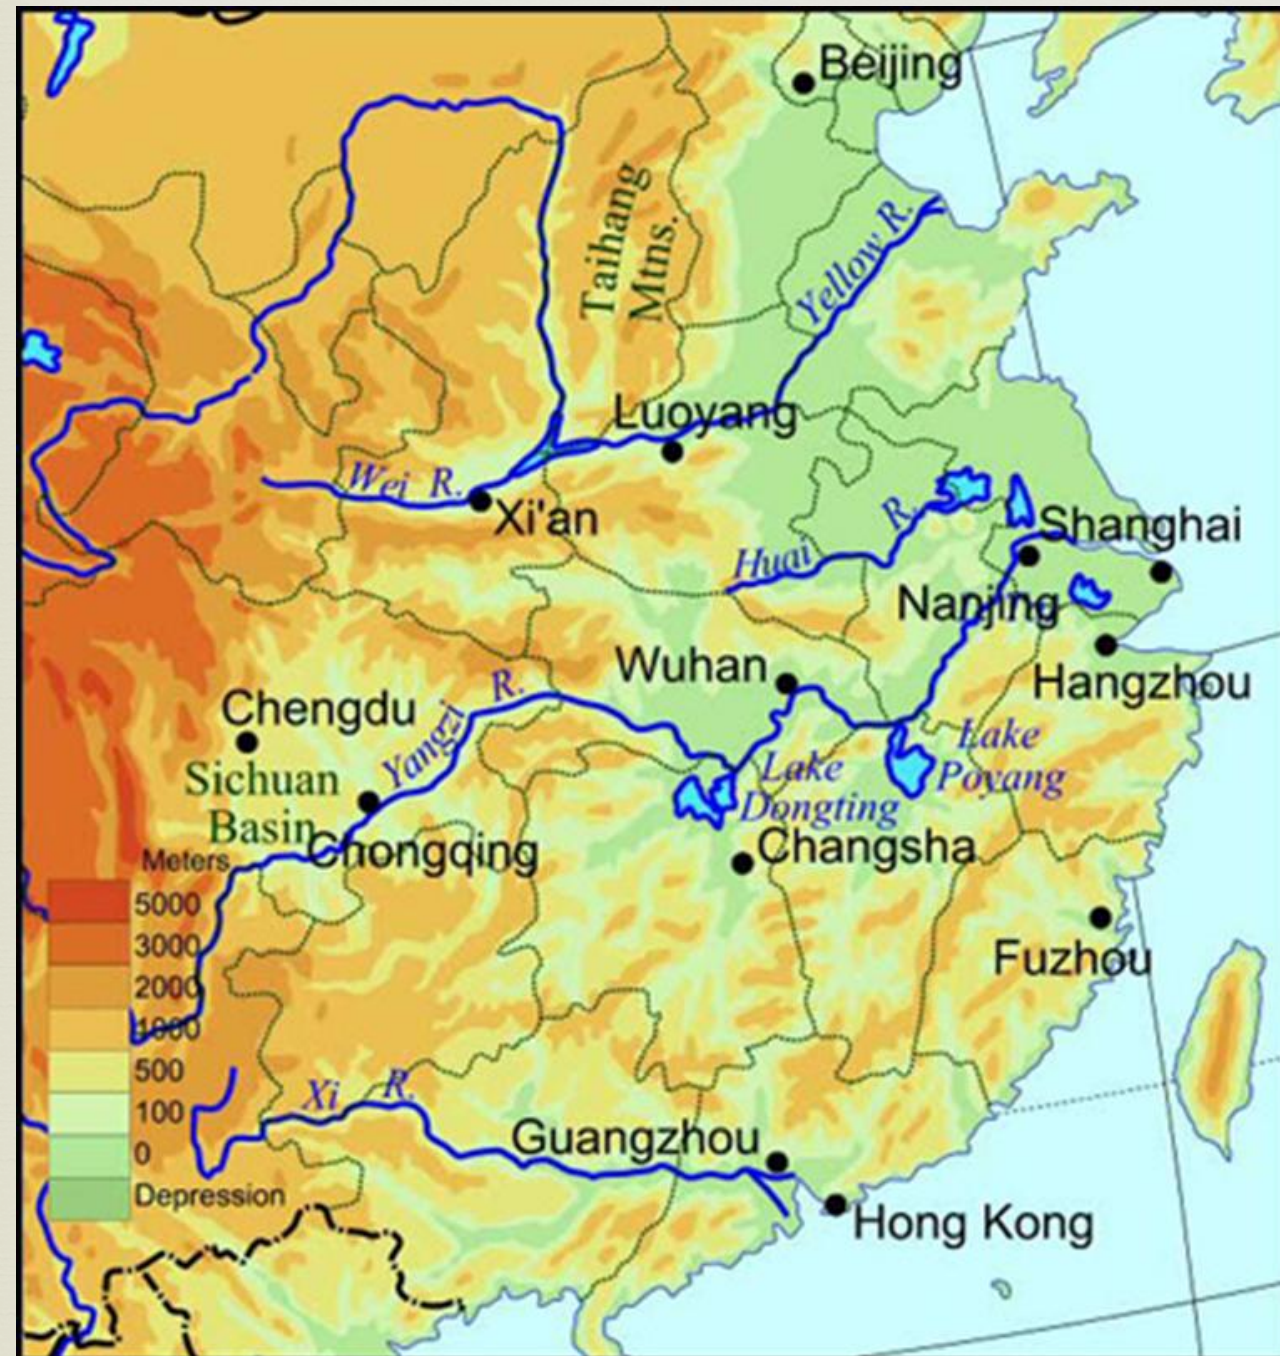 Beijing
Taihang
Mtns.
Yellow R.
Luoyang
Wei R.
Xi'an
Huai R.
Shanghai
Nanjing
Hangzhou
Wuhan
Yangzi R.
Chengdu
Sichuan
Basin
Chongqing
Lake
Poyang
Lake
Dongting
Changsha
Fuzhou
Meters
5000
3000
2000
1000
500
100
0
Depression
Xi R.
Guangzhou
Hong Kong